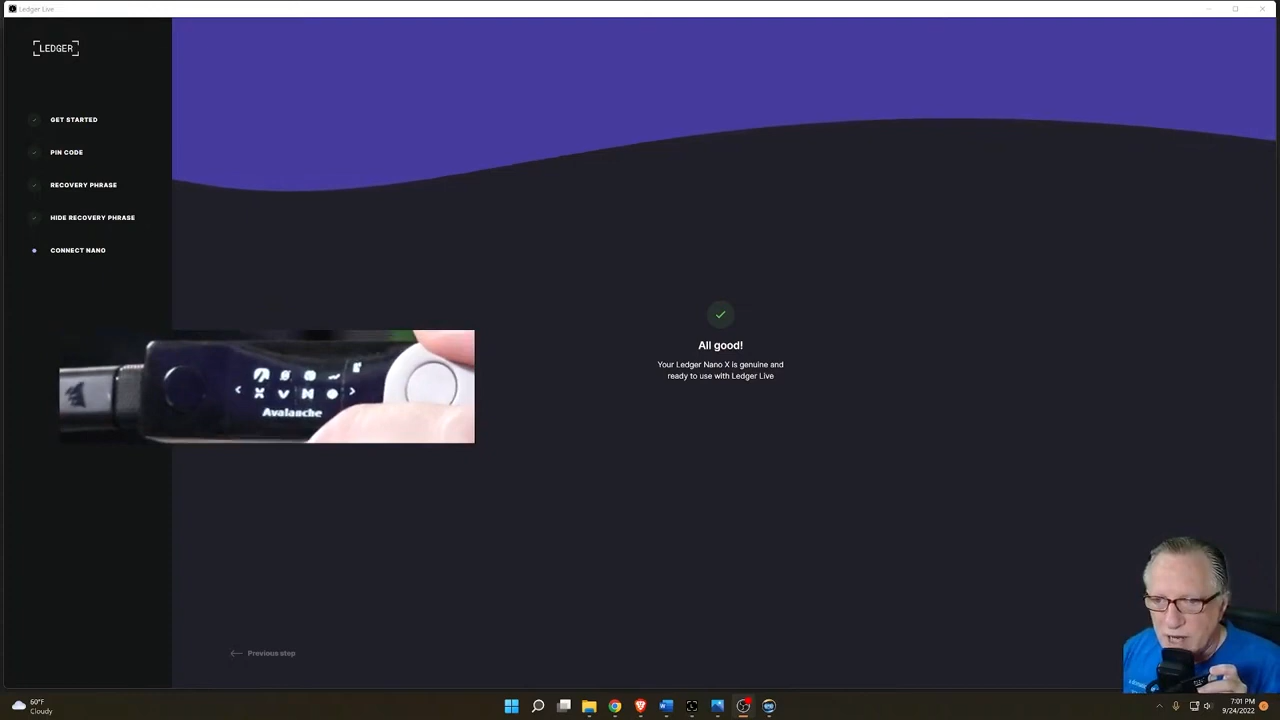 Ledger Live
LEDGER
GET STARTED
PIN CODE
RECOVERY PHRASE
HIDE RECOVERY PHRASE
CONNECT NANO
Avalanche
All good!
Your Ledger Nano X is genuine and
ready to use with Ledger Live
Previous step
60°F
Cloudy
7:01 PM
9/24/2022